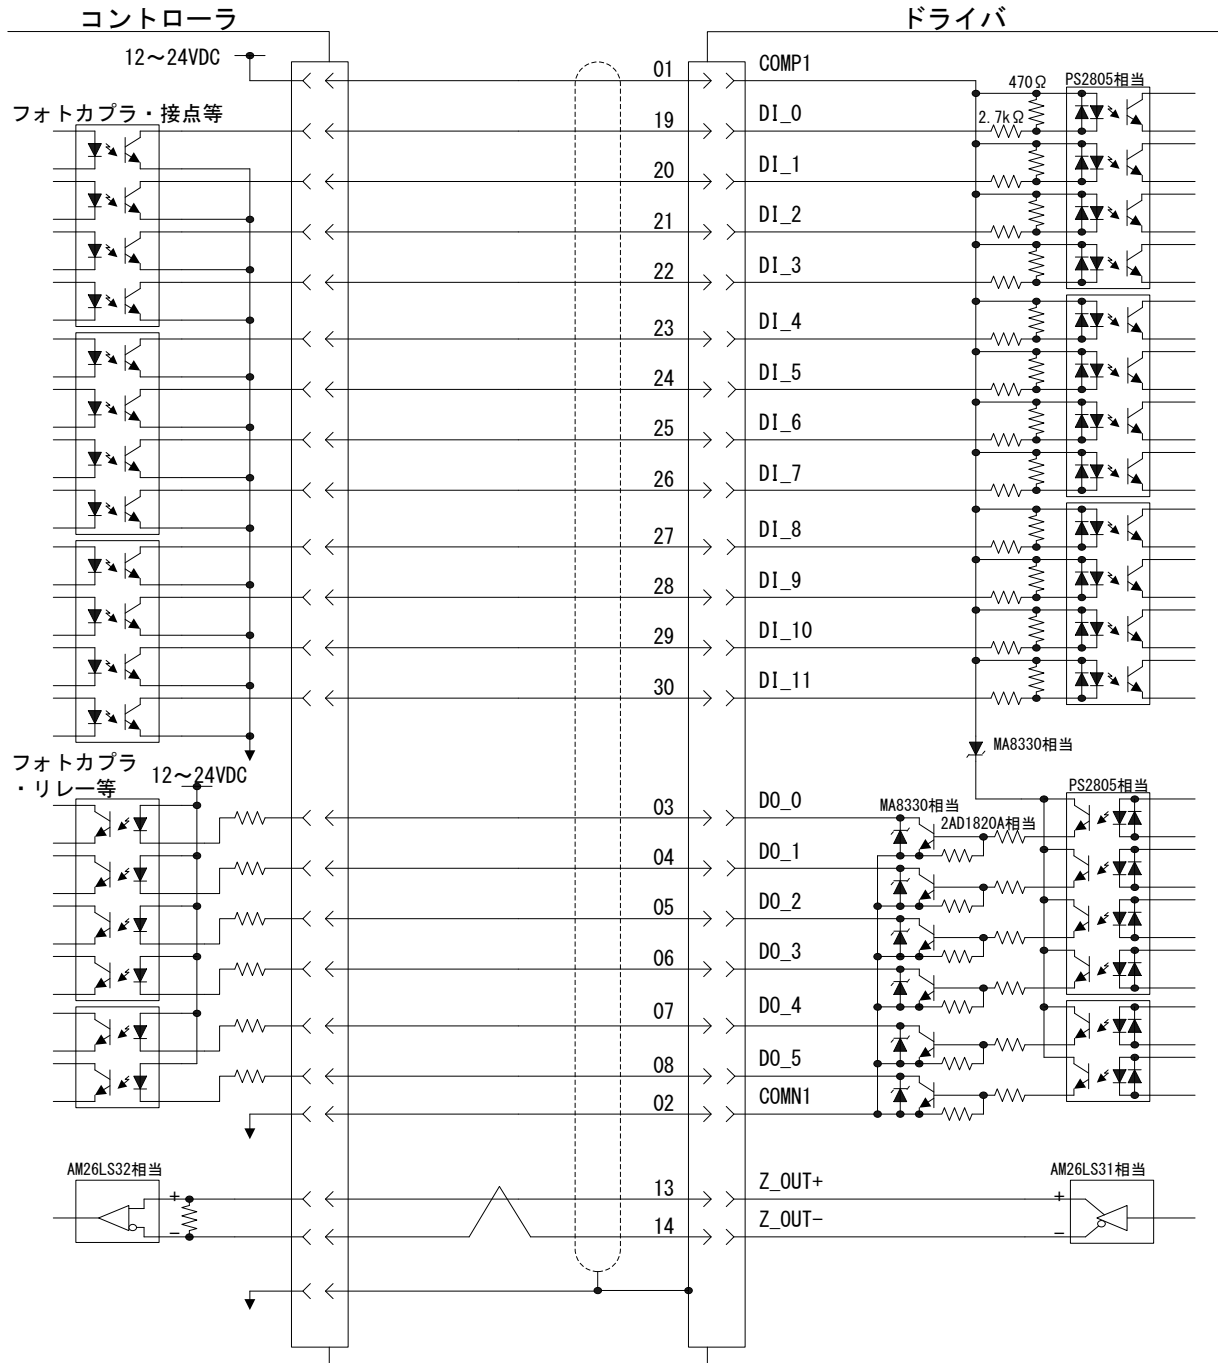 コントローラ
ドライバ
12～24VDC
01
COMP1
470Ω
PS2805相当
フォトカプラ・接点等
19
DI_0
2.7kΩ
20
DI_1
21
DI_2
22
DI_3
23
DI_4
24
DI_5
25
DI_6
26
DI_7
27
DI_8
28
DI_9
29
DI_10
30
DI_11
MA8330相当
フォトカプラ
・リレー等
12～24VDC
03
DO_0
MA8330相当
2AD1820A相当
PS2805相当
04
DO_1
05
DO_2
06
DO_3
07
DO_4
08
DO_5
02
COMN1
AM26LS32相当
+
−
13
Z_OUT+
14
Z_OUT−
AM26LS31相当
+
−